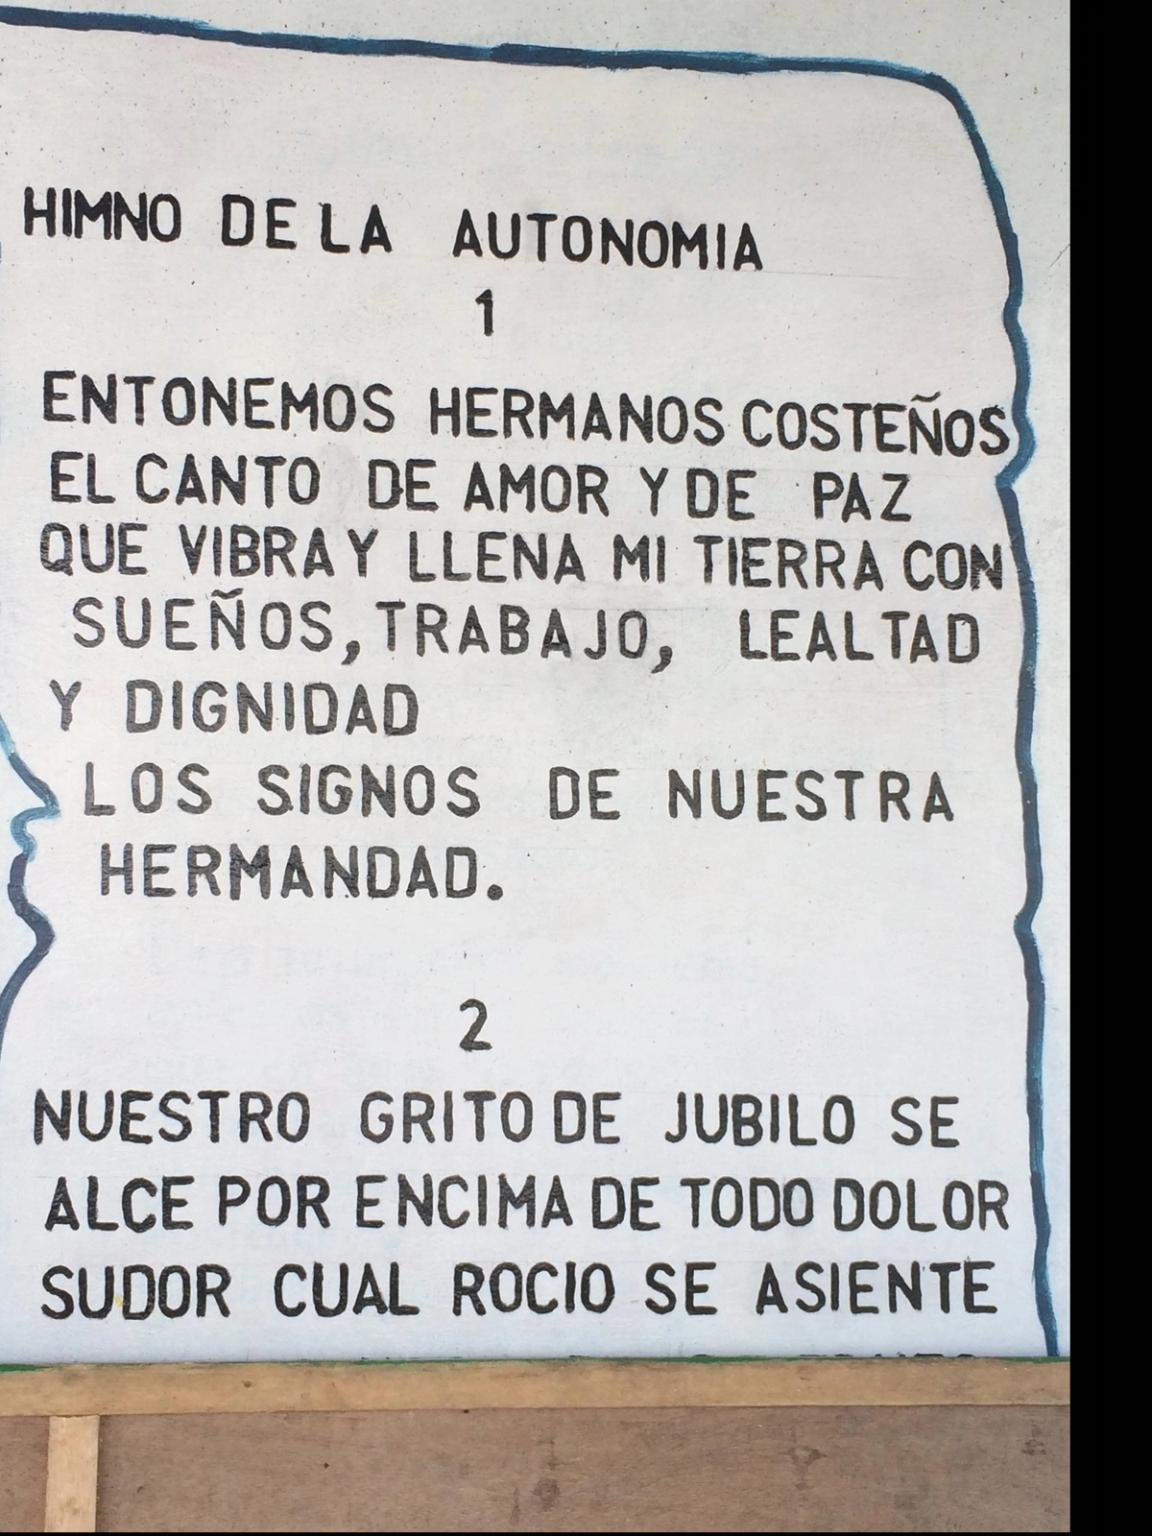 HIMNO DE LA AUTONOMIA
1
ENTONEMOS HERMANOS COSTEÑOS
EL CANTO DE AMOR Y DE PAZ
QUE VIBRA Y LLENA MI TIERRA CON
SUEÑOS, TRABAJO, LEALTAD
Y DIGNIDAD
LOS SIGNOS DE NUESTRA
HERMANDAD.
2
NUESTRO GRITO DE JUBILO SE
ALCE POR ENCIMA DE TODO DOLOR
SUDOR CUAL ROCIO SE ASIENTE